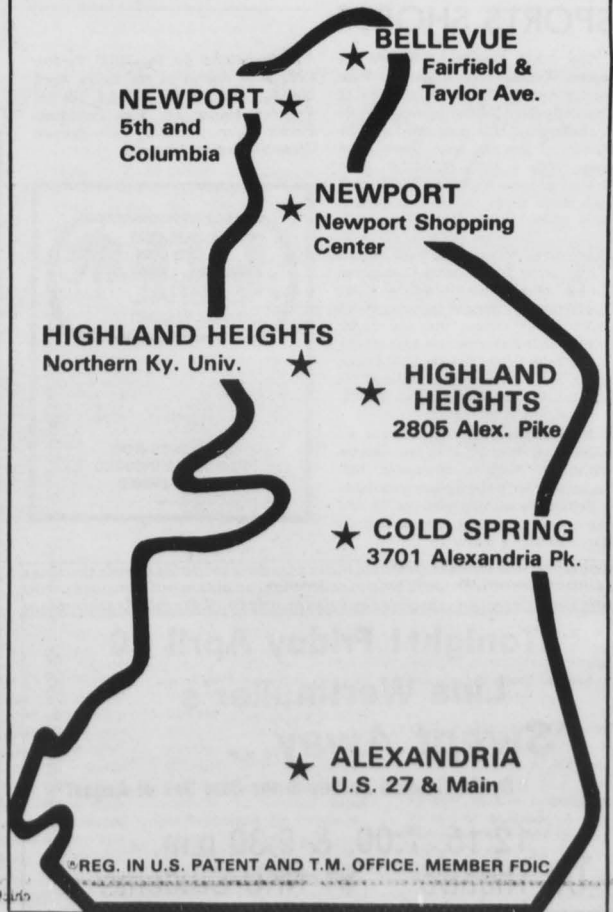 BELLEVUE
Fairfield &
Taylor Ave.
NEWPORT
5th and
Columbia
NEWPORT
Newport Shopping
Center
HIGHLAND HEIGHTS
Northern Ky. Univ.
HIGHLAND
HEIGHTS
2805 Alex. Pike
COLD SPRING
3701 Alexandria Pk.
ALEXANDRIA
U.S. 27 & Main
®REG. IN U.S. PATENT AND T.M. OFFICE. MEMBER FDIC